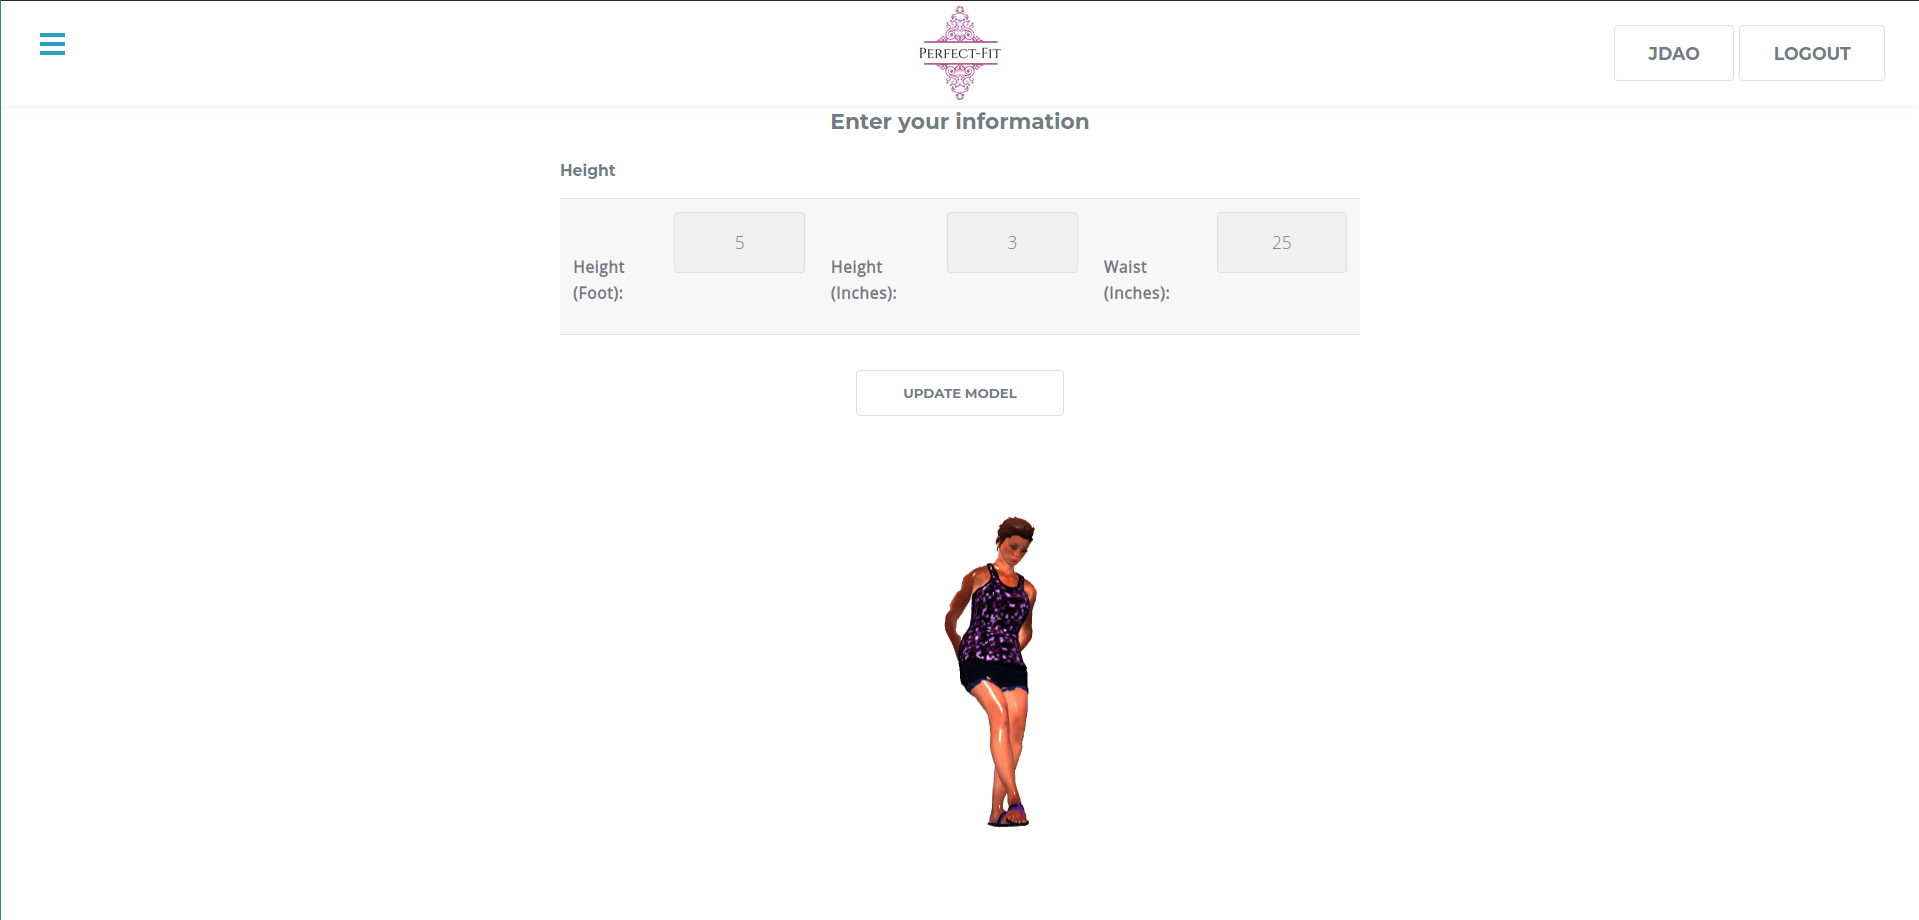 PERFECT-FIT
JDAO
LOGOUT
Enter your information
Height
Height
(Foot):
5
Height
(Inches):
3
Waist
(Inches):
25
UPDATE MODEL